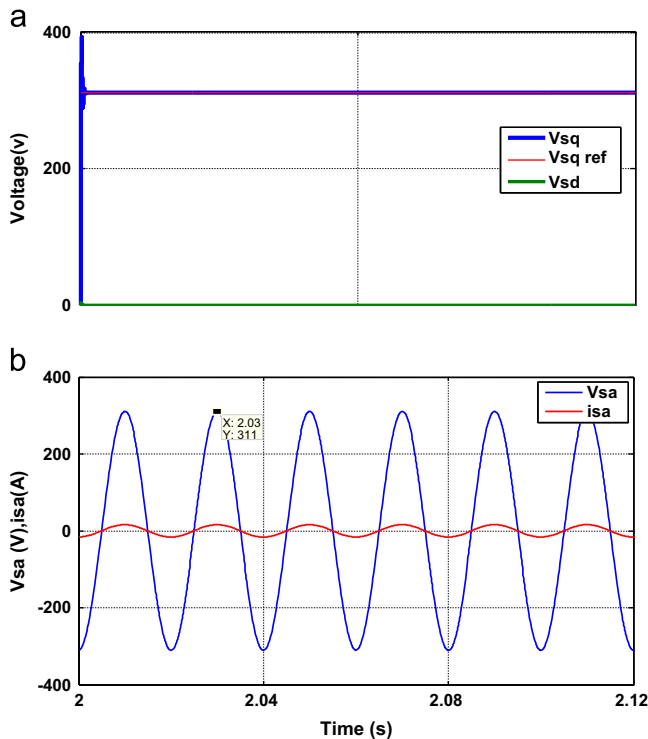 a
Voltage(v)
400
200
0
Vsq
Vsq ref
Vsd
b
Vsa (V),isa(A)
400
200
0
-200
-400
X: 2.03
Y: 311
Vsa
isa
2
2.04
2.08
2.12
Time (s)